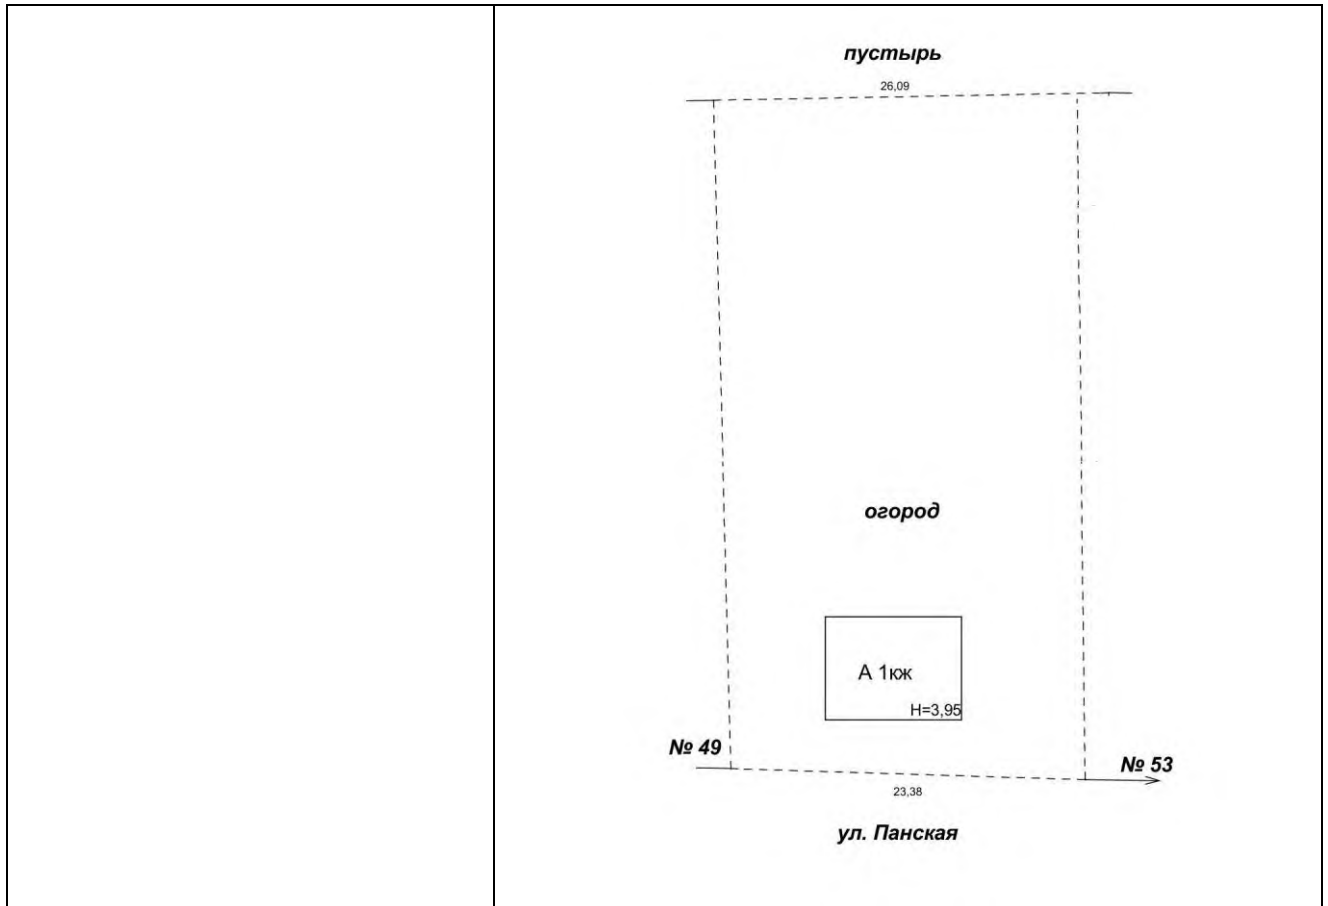 пустырь
26,09
огород
А 1кж
Н=3,95
№ 49
№ 53
23,38
ул. Панская